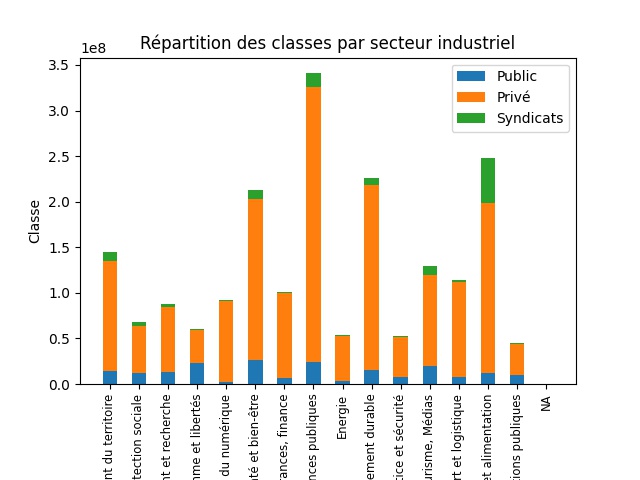 Répartition des classes par secteur industriel
1e8
3.5
3.0
2.5
2.0
1.5
1.0
0.5
0.0
Classe
Public
Privé
Syndicats
nt du territoire
tection sociale
nt et recherche
me et libertés
du numérique
té et bien-être
rances, finance
nces publiques
Energie
ement durable
tice et sécurité
urisme, Médias
rt et logistique
et alimentation
tions publiques
NA